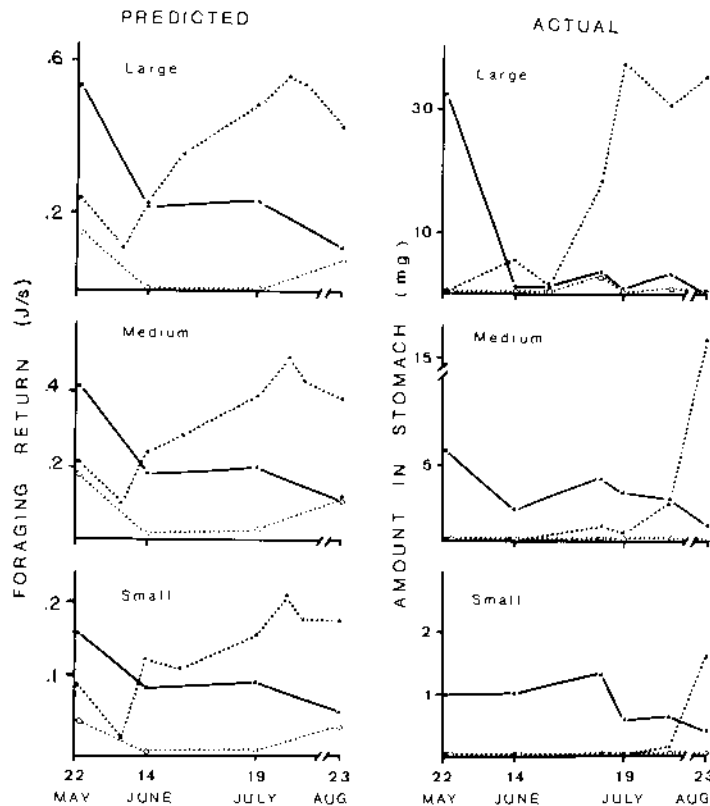 PREDICTED
ACTUAL
FORAGING RETURN (J/s)
.6
.2
Large
.4
.2
Medium
.2
.1
Small
22 14 19 23
MAY JUNE JULY AUG.
AMOUNT IN STOMACH (mg)
30
10
Large
15
5
Medium
2
1
Small
22 14 19 23
MAY JUNE JULY AUG.